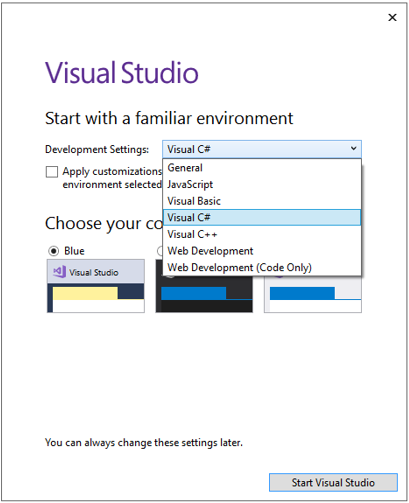 Visual Studio
Start with a familiar environment
Development Settings: Visual C#
General
Apply customizations
JavaScript
environment selected
Visual Basic
Visual C#
Choose your co
Visual C++
Blue
Web Development
Visual Studio
Web Development (Code Only)
You can always change these settings later.
Start Visual Studio